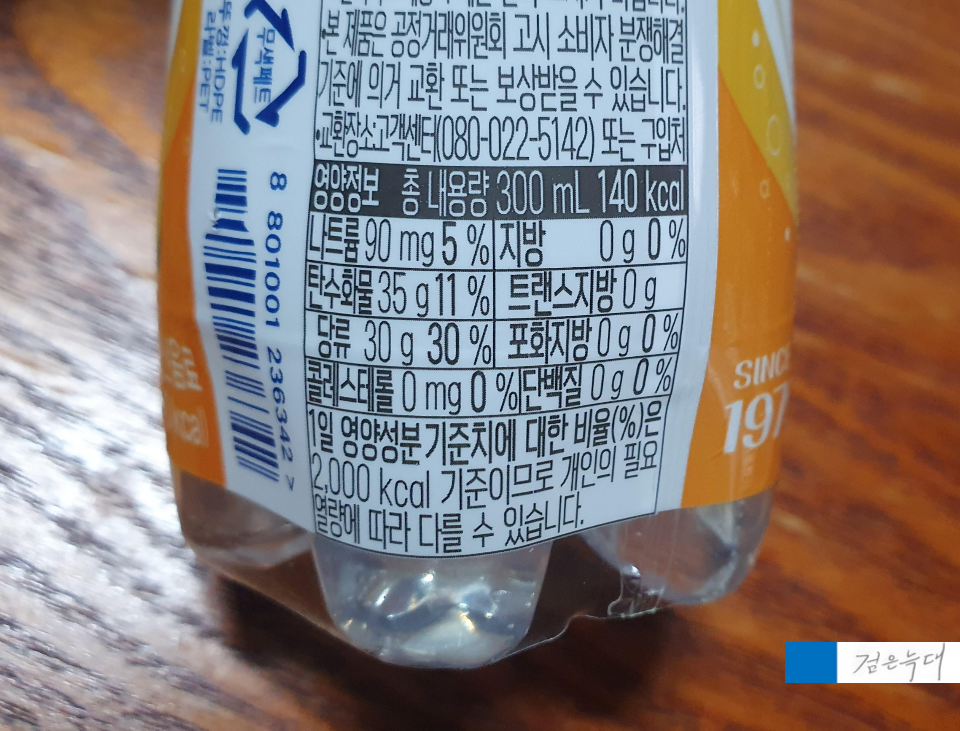 ·본 제품은 공정거래위원회 고시 소비자 분쟁해결
기준에 의거 교환 또는 보상받을 수 있습니다.
·교환장소:고객센터(080-022-5142) 또는 구입처
영양정보 총 내용량 300 mL 140 kcal
나트륨 90 mg 5 % 지방 0 g 0 %
탄수화물 35 g 11 % 트랜스지방 0 g
당류 30 g 30 % 포화지방 0 g 0 %
콜레스테롤 0 mg 0 % 단백질 0 g 0 %
1일 영양성분 기준치에 대한 비율(%)은
2,000 kcal 기준이므로 개인의 필요
열량에 따라 다를 수 있습니다.
무색페트
뚜껑:HDPE
라벨:PET
8 801001 236342 >
kcal)
SINC
197
검은늑대